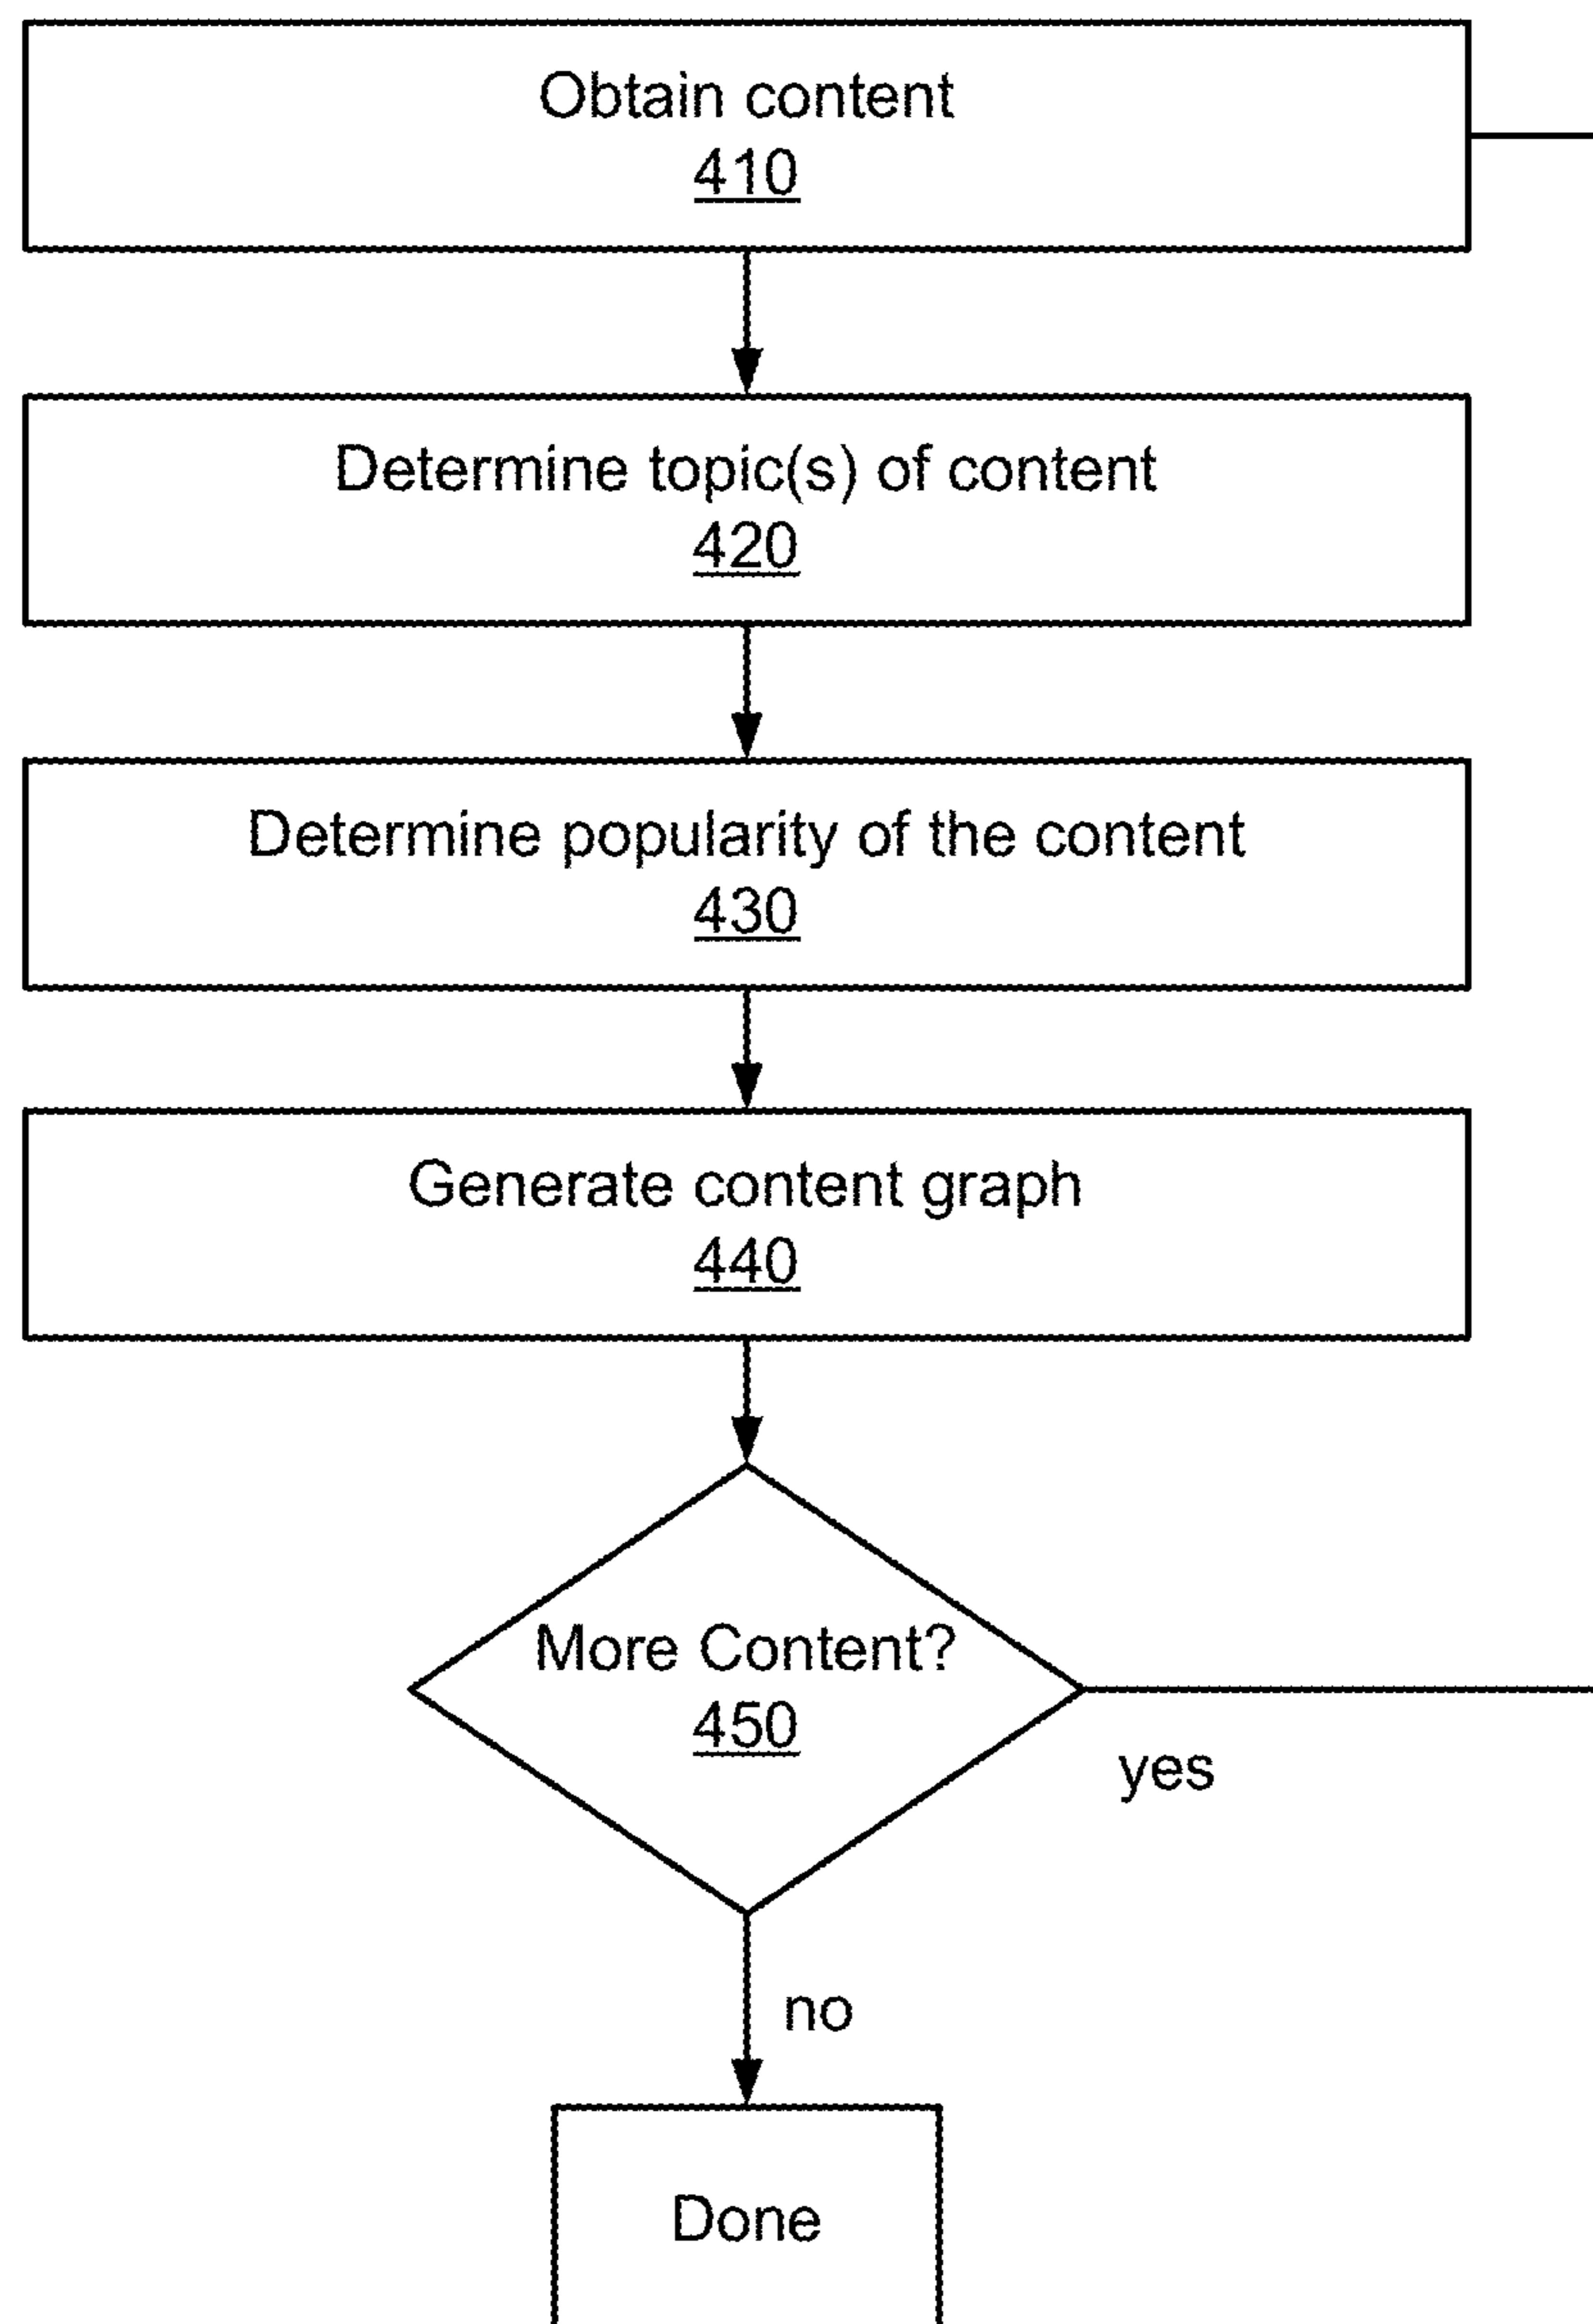 Obtain content
410
Determine topic(s) of content
420
Determine popularity of the content
430
Generate content graph
440
More Content?
450
yes
no
Done